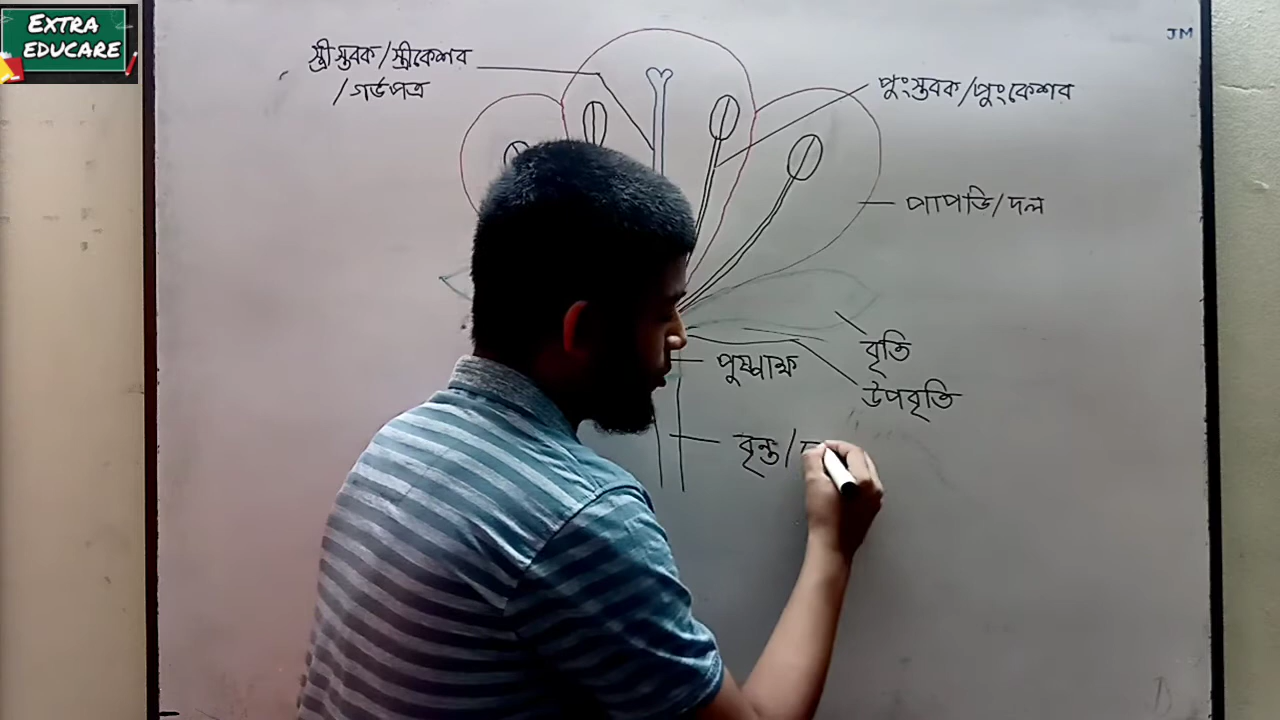 EXTRA
EDUCARE
JM
স্ত্রীস্তবক/স্ত্রীকেশর
/গর্ভপত্র
পুংস্তবক/পুংকেশর
পাপড়ি/দল
বৃতি
পুষ্পাক্ষ
উপবৃতি
বৃন্ত/